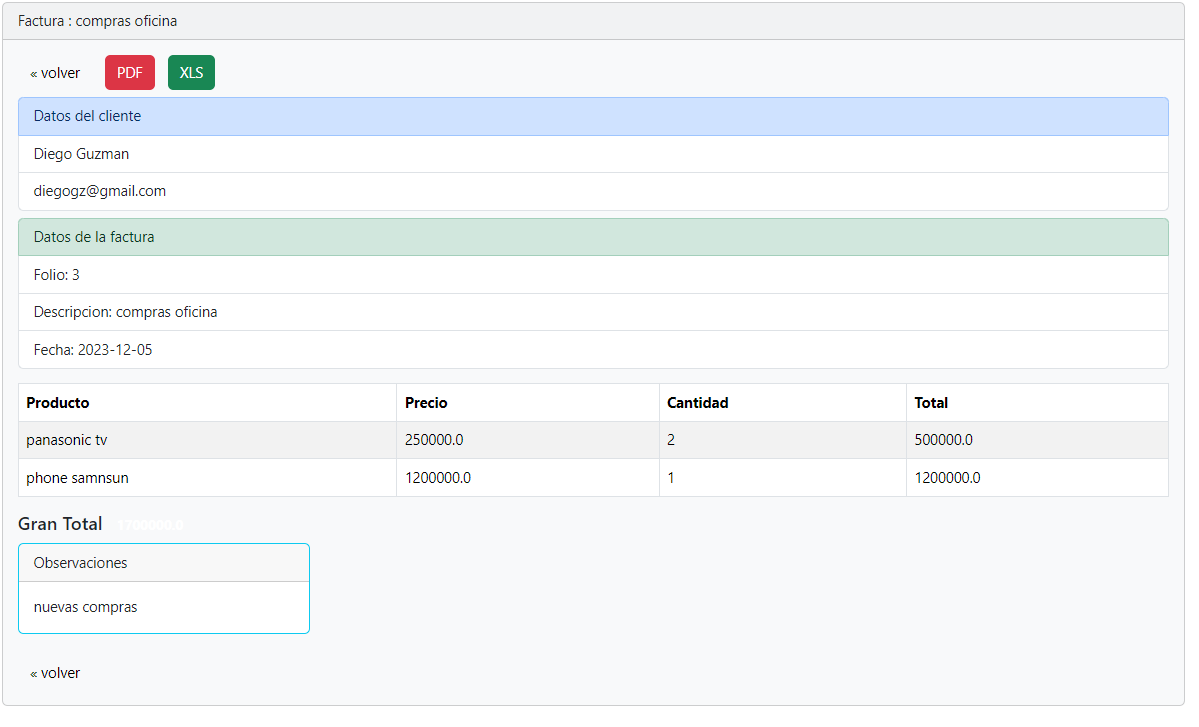 Factura : compras oficina
« volver PDF XLS
Datos del cliente
Diego Guzman
diegogz@gmail.com
Datos de la factura
Folio: 3
Descripcion: compras oficina
Fecha: 2023-12-05
Producto Precio Cantidad Total
panasonic tv 250000.0 2 500000.0
phone samnsun 1200000.0 1 1200000.0
Gran Total 1700000.0
Observaciones
nuevas compras
« volver